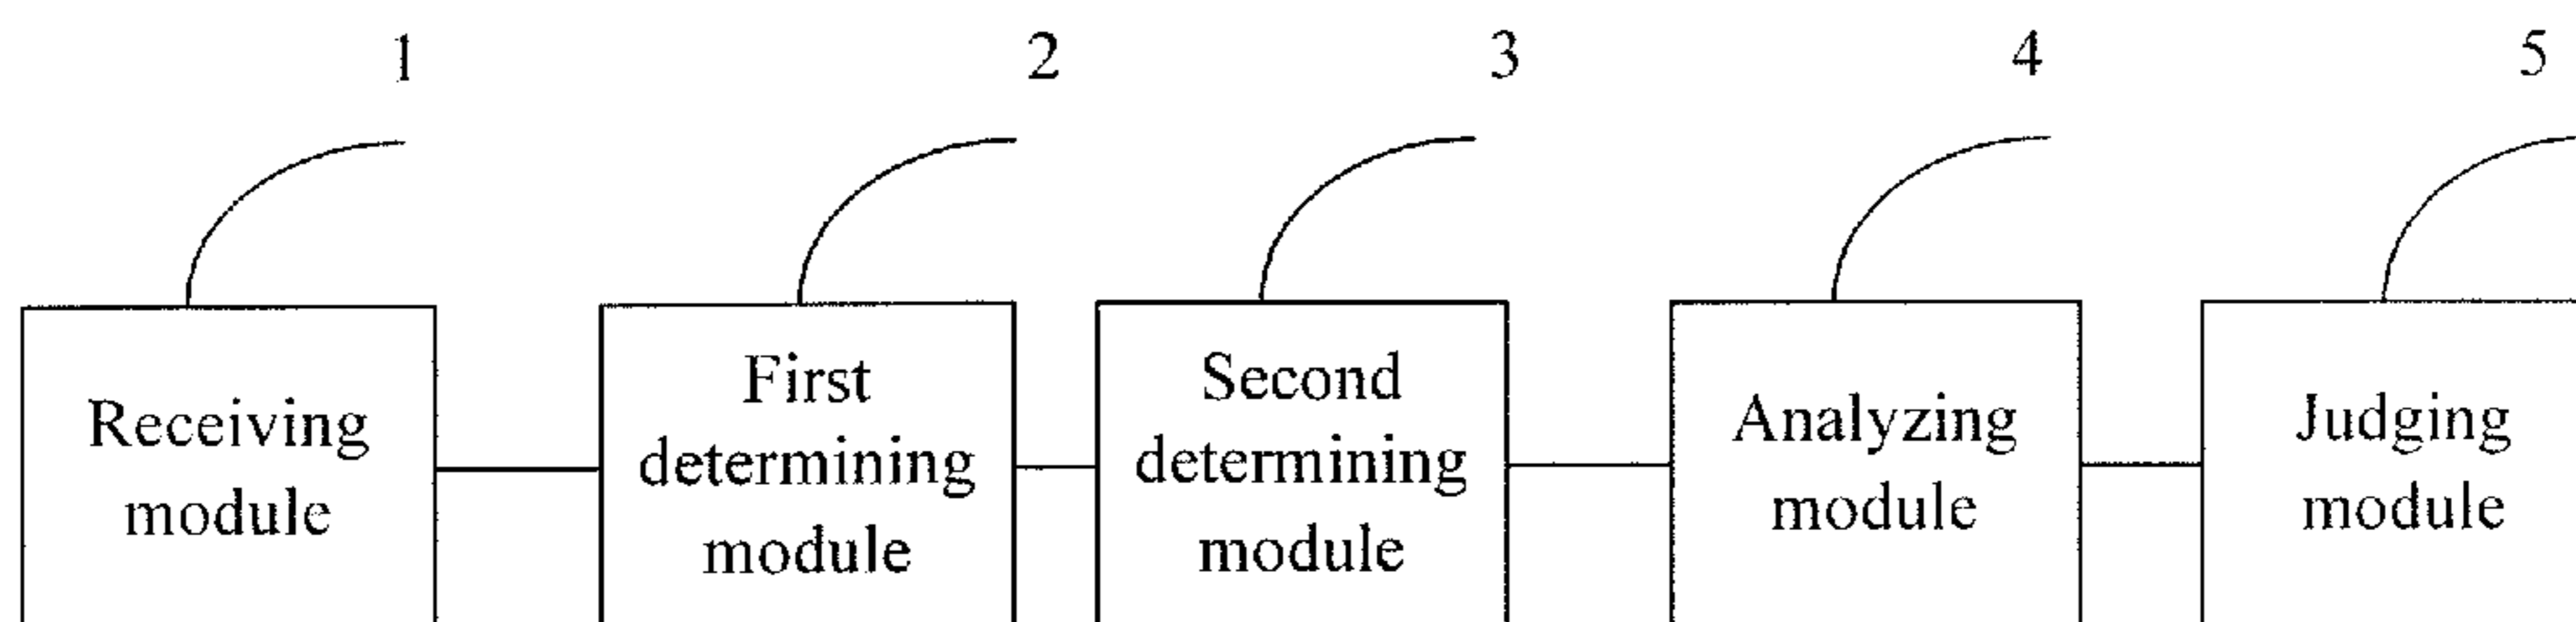 1
2
3
4
5
Receiving
module
First
determining
module
Second
determining
module
Analyzing
module
Judging
module